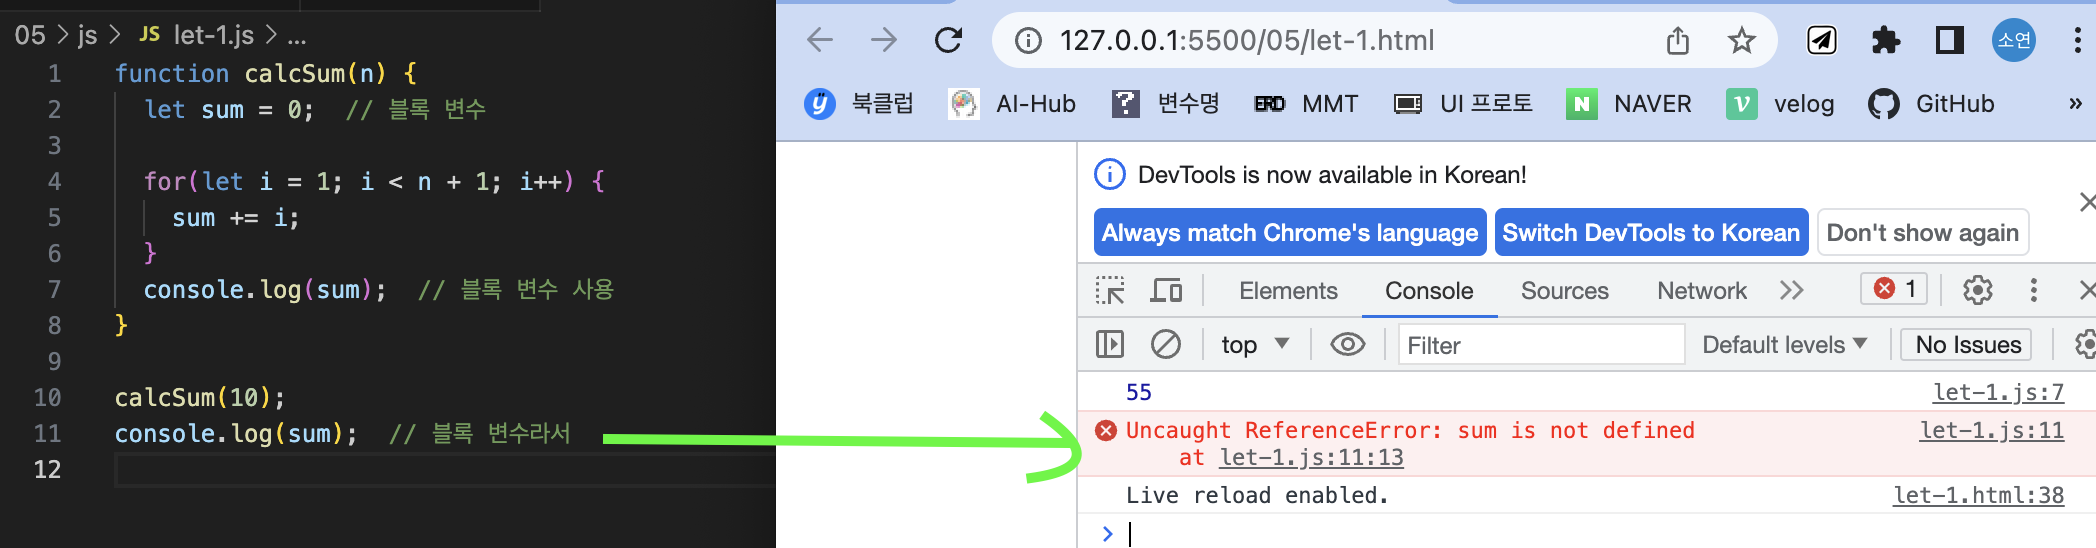 05 > js > JS let-1.js > ...
1 function calcSum(n) {
2 let sum = 0; // 블록 변수
3
4 for(let i = 1; i < n + 1; i++) {
5 sum += i;
6 }
7 console.log(sum); // 블록 변수 사용
8 }
9
10 calcSum(10);
11 console.log(sum); // 블록 변수라서
12
127.0.0.1:5500/05/let-1.html
소연
북클럽 AI-Hub 변수명 ERD MMT UI 프로토 N NAVER velog GitHub »
DevTools is now available in Korean!
Always match Chrome's language Switch DevTools to Korean Don't show again
Elements Console Sources Network 1
top Filter Default levels No Issues
55 let-1.js:7
Uncaught ReferenceError: sum is not defined let-1.js:11
at let-1.js:11:13
Live reload enabled. let-1.html:38